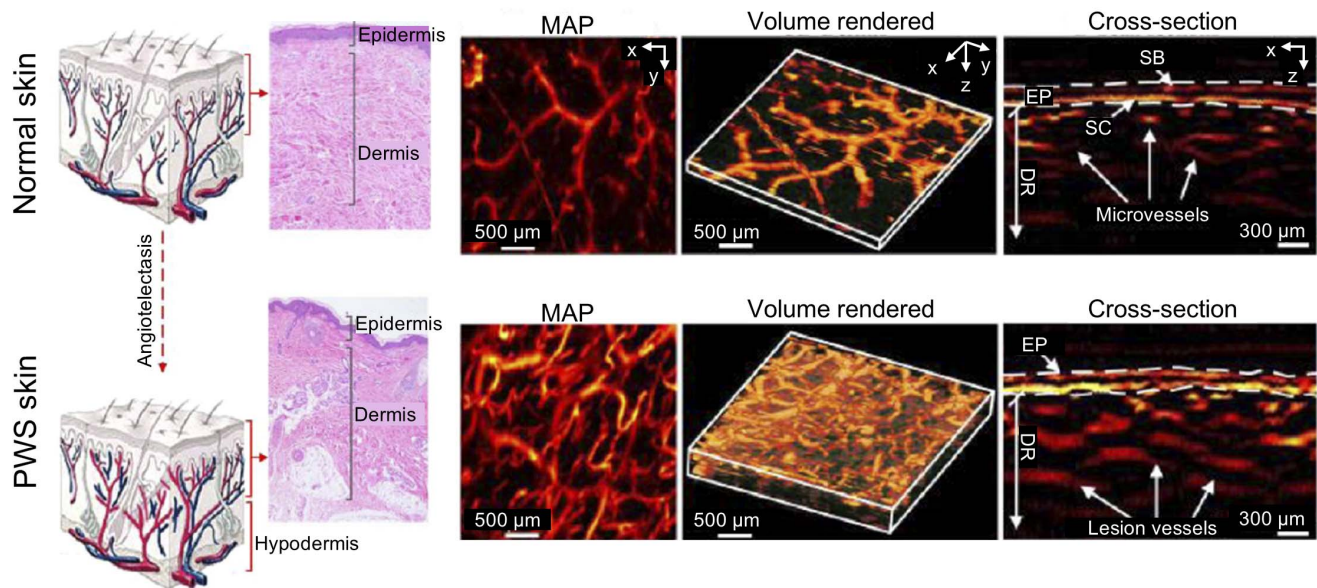 Normal skin
Epidermis
Dermis
MAP
x
y
500 µm
Volume rendered
x
y
z
500 µm
Cross-section
x
z
SB
EP
SC
DR
Microvessels
300 µm
Angiotelectasis
PWS skin
Hypodermis
Epidermis
Dermis
MAP
500 µm
Volume rendered
500 µm
Cross-section
EP
DR
Lesion vessels
300 µm